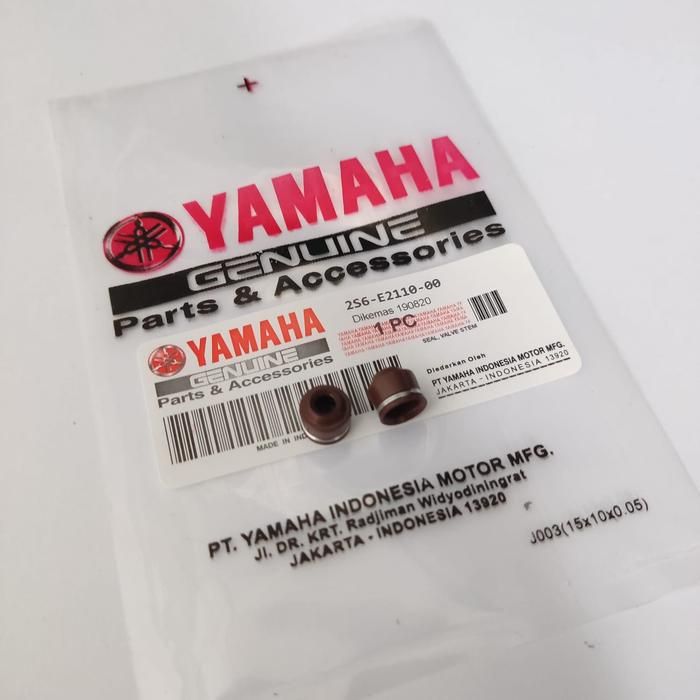 YAMAHA
GENUINE
Parts & Accessories
2S6-E2110-00
Dikemas 190820
1 PC
SEAL, VALVE STEM
YAMAHA
GENUINE
Parts & Accessories
Diedarkan Oleh
PT YAMAHA INDONESIA MOTOR MFG.
JAKARTA - INDONESIA 13920
MADE IN
PT. YAMAHA INDONESIA MOTOR MFG.
Jl. DR. KRT. Radjiman Widyodiningrat
JAKARTA - INDONESIA 13920
J003(15x10x0.05)